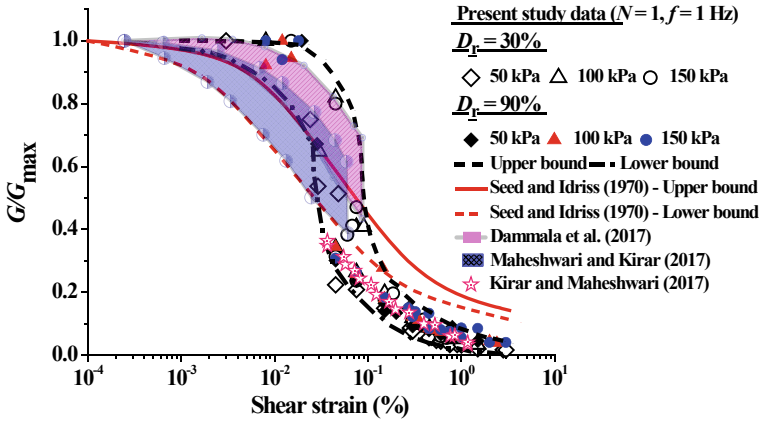 Present study data (N = 1, f = 1 Hz)
Dr = 30%
50 kPa 100 kPa 150 kPa
Dr = 90%
50 kPa 100 kPa 150 kPa
Upper bound Lower bound
Seed and Idriss (1970) - Upper bound
Seed and Idriss (1970) - Lower bound
Dammala et al. (2017)
Maheshwari and Kirar (2017)
Kirar and Maheshwari (2017)
G/Gmax
1.0
0.8
0.6
0.4
0.2
0.0
10-4 10-3 10-2 10-1 100 101
Shear strain (%)